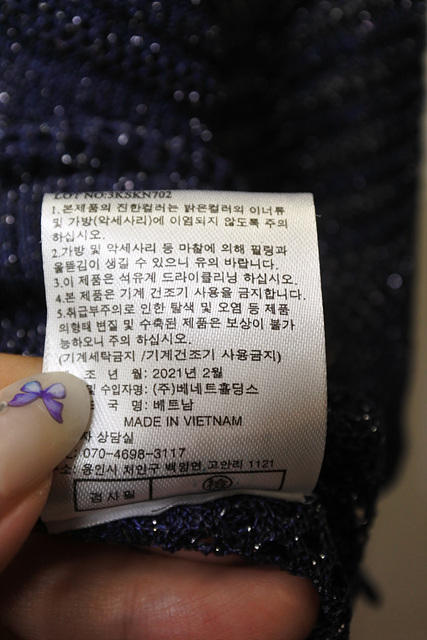 LOT NO:3KSKN702
1.본제품의 진한컬러는 밝은컬러의 이너류
및 가방(악세사리)에 이염되지 않도록 주의
하십시오.
2.가방 및 악세사리 등 마찰에 의해 필링과
올뜯김이 생길 수 있으니 유의 바랍니다.
3.이 제품은 석유계 드라이클리닝 하십시오.
4.본 제품은 기계 건조기 사용을 금지합니다.
5.취급부주의로 인한 탈색 및 오염 등 제품
의형태 변질 및 수축된 제품은 보상이 불가
능하오니 주의 하십시오.
(기계세탁금지 /기계건조기 사용금지)
조 년 월: 2021년 2월
및 수입자명: (주)베네트홀딩스
국 명: 베트남
MADE IN VIETNAM
자 상담실
: 070-4698-3117
소: 용인시 처인구 백암면 고안리 1121
검사필 檢